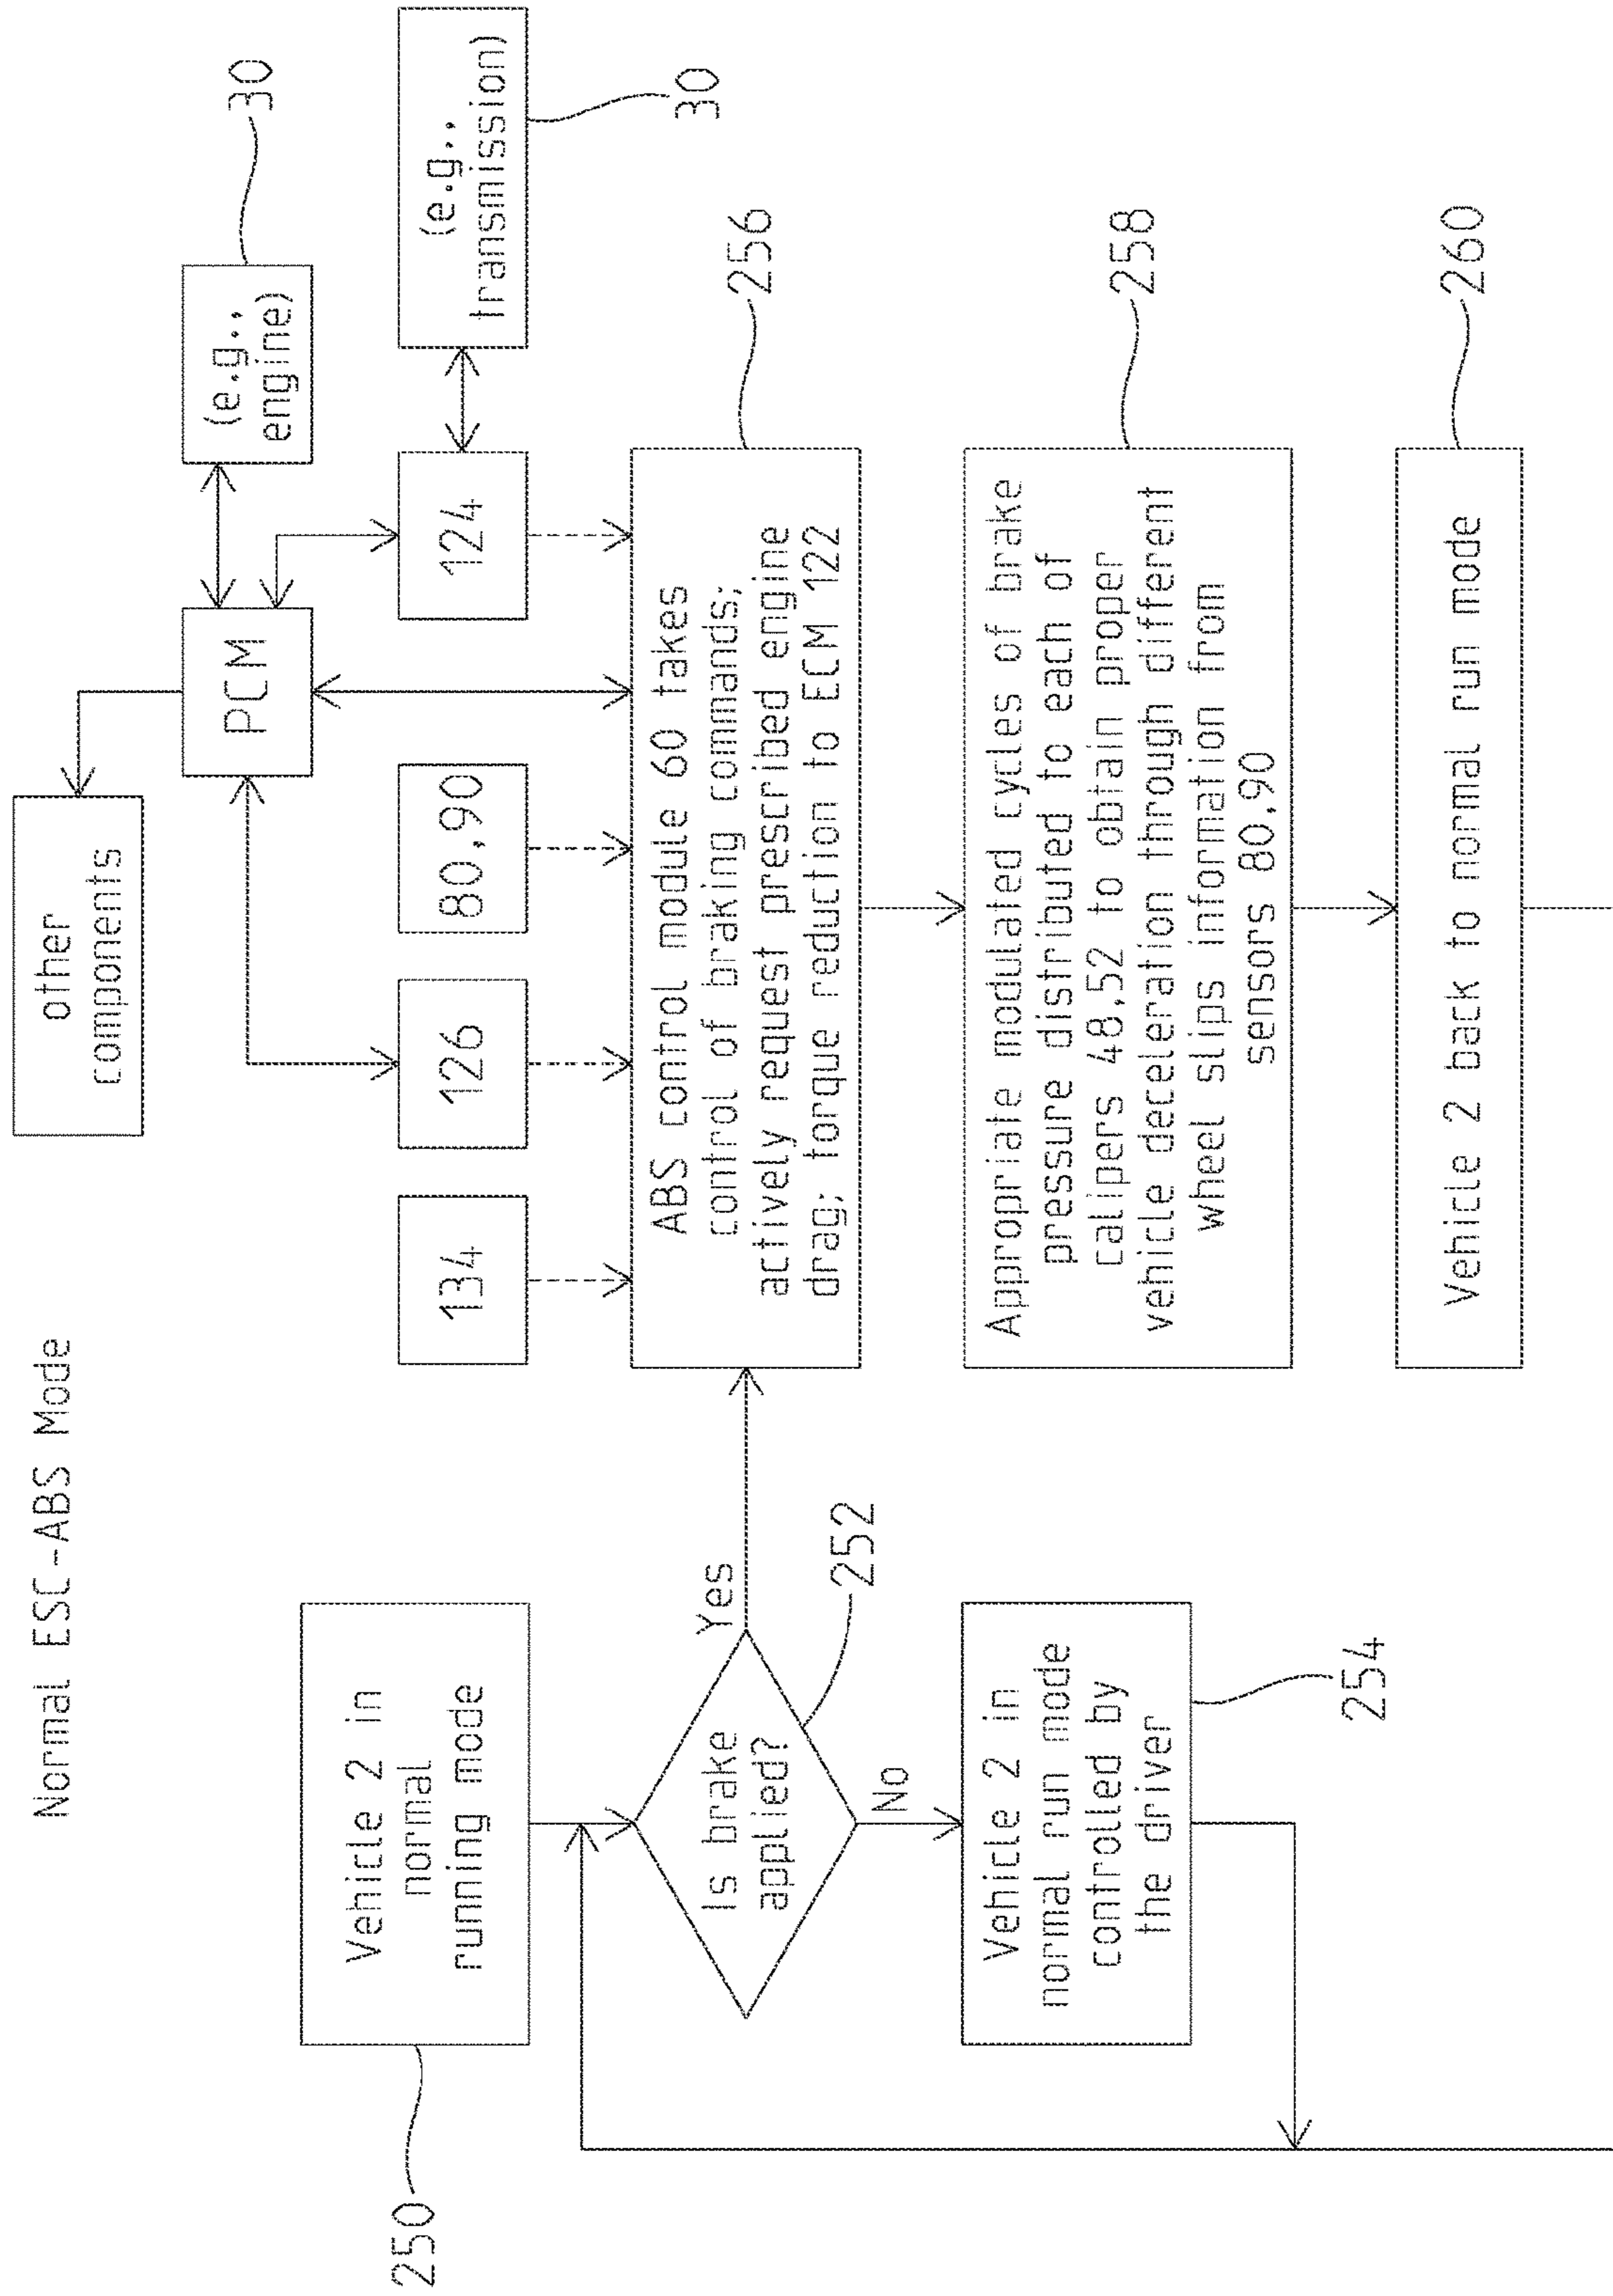 Normal ESC-ABS Mode
other
components
PCM
(e.g.,
engine)
30
134
126
80,90
124
(e.g.,
transmission)
30
250
Vehicle 2 in
normal
running mode
Is brake
applied?
Yes
252
No
Vehicle 2 in
normal run mode
controlled by
the driver
254
ABS control module 60 takes
control of braking commands;
actively request prescribed engine
drag; torque reduction to ECM 122
256
Appropriate modulated cycles of brake
pressure distributed to each of
calipers 48,52 to obtain proper
vehicle deceleration through different
wheel slips information from
sensors 80,90
258
Vehicle 2 back to normal run mode
260